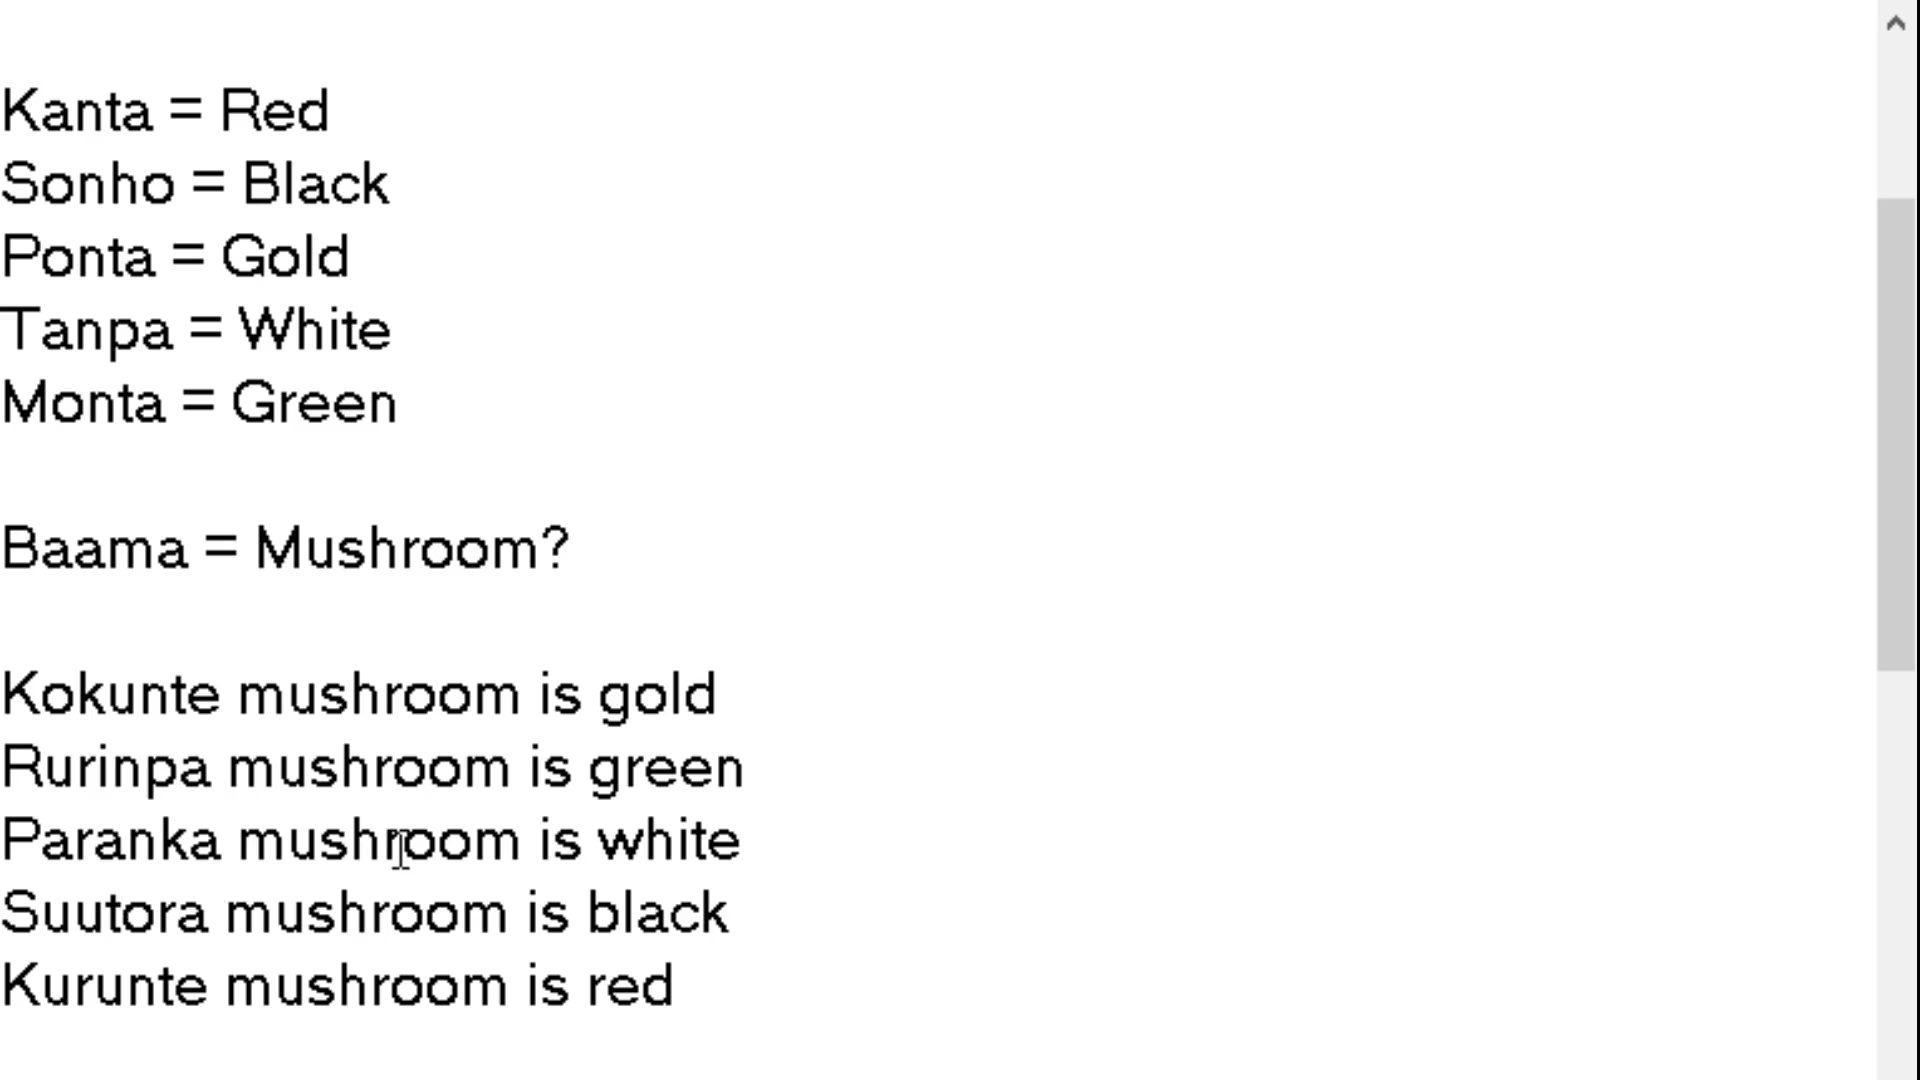 Kanta = Red
Sonho = Black
Ponta = Gold
Tanpa = White
Monta = Green
Baama = Mushroom?
Kokunte mushroom is gold
Rurinpa mushroom is green
Paranka mushroom is white
Suutora mushroom is black
Kurunte mushroom is red